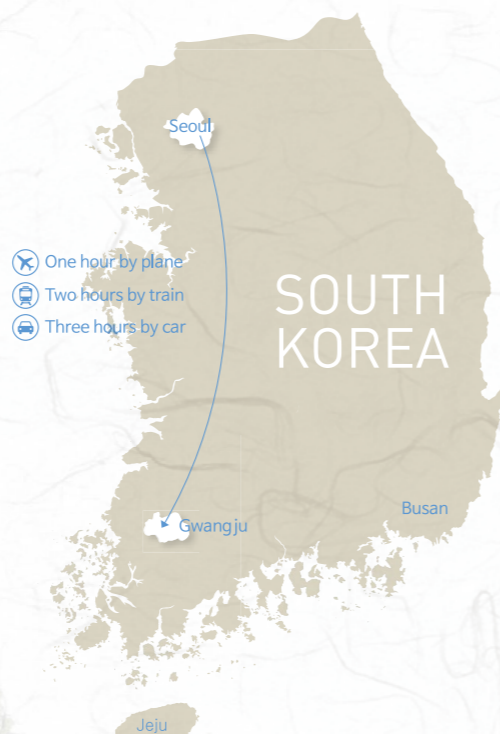 Seoul
One hour by plane
Two hours by train
Three hours by car
SOUTH
KOREA
Busan
Gwangju
Jeju